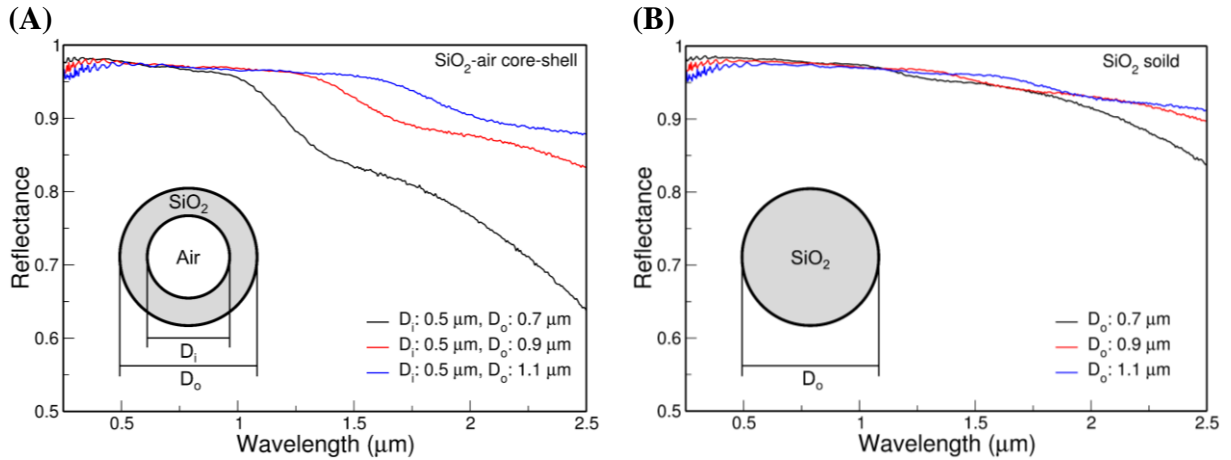 (A)
SiO₂-air core-shell
Reflectance
1
0.9
0.8
0.7
0.6
0.5
SiO₂
Air
Dᵢ
Dₒ
Dᵢ: 0.5 μm, Dₒ: 0.7 μm
Dᵢ: 0.5 μm, Dₒ: 0.9 μm
Dᵢ: 0.5 μm, Dₒ: 1.1 μm
0.5 1 1.5 2 2.5
Wavelength (μm)
(B)
SiO₂ soild
Reflectance
1
0.9
0.8
0.7
0.6
0.5
SiO₂
Dₒ
Dₒ: 0.7 μm
Dₒ: 0.9 μm
Dₒ: 1.1 μm
0.5 1 1.5 2 2.5
Wavelength (μm)